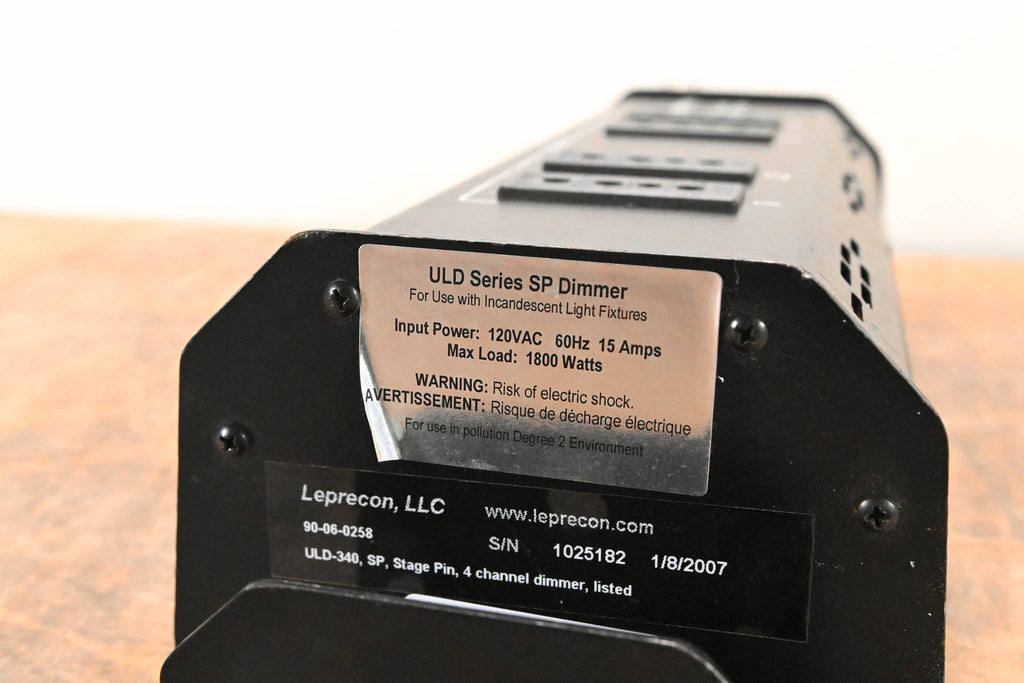 ULD Series SP Dimmer
For Use with Incandescent Light Fixtures
Input Power: 120VAC 60Hz 15 Amps
Max Load: 1800 Watts
WARNING: Risk of electric shock.
AVERTISSEMENT: Risque de décharge électrique
For use in pollution Degree 2 Environment
Leprecon, LLC www.leprecon.com
90-06-0258 S/N 1025182 1/8/2007
ULD-340, SP, Stage Pin, 4 channel dimmer, listed